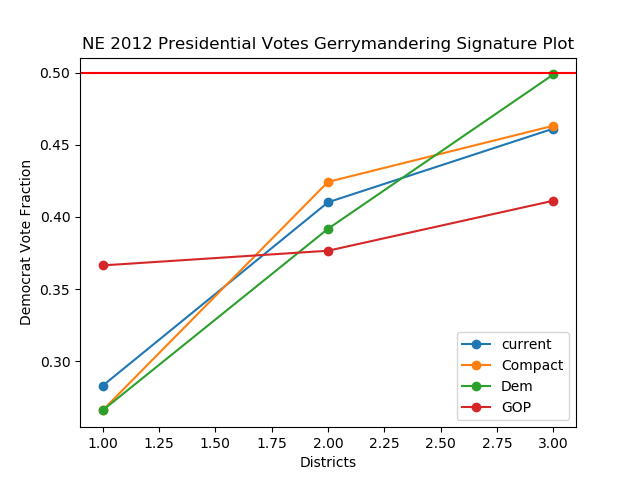 NE 2012 Presidential Votes Gerrymandering Signature Plot
0.50
0.45
0.40
0.35
0.30
Democrat Vote Fraction
1.00 1.25 1.50 1.75 2.00 2.25 2.50 2.75 3.00
Districts
current
Compact
Dem
GOP